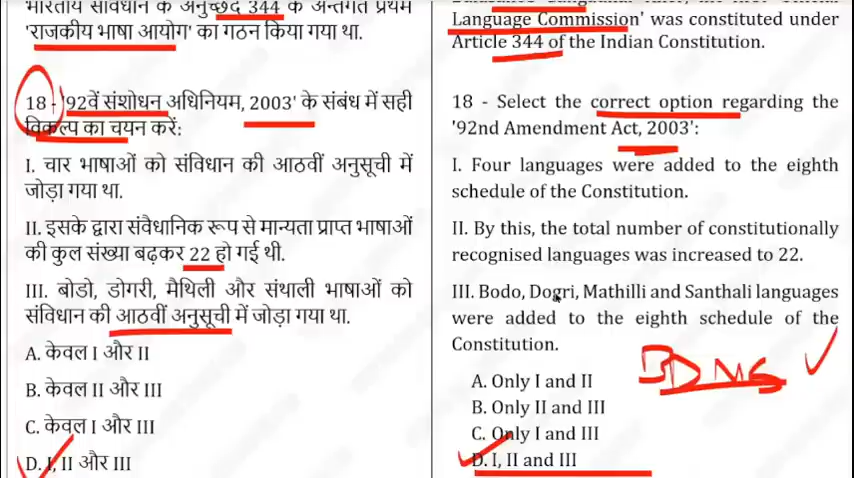 भारतीय संविधान के अनुच्छेद 344 के अन्तर्गत प्रथम
'राजकीय भाषा आयोग' का गठन किया गया था.
18 - '92वें संशोधन अधिनियम, 2003' के संबंध में सही
विकल्प का चयन करें:
I. चार भाषाओं को संविधान की आठवीं अनुसूची में
जोड़ा गया था.
II. इसके द्वारा संवैधानिक रूप से मान्यता प्राप्त भाषाओं
की कुल संख्या बढ़कर 22 हो गई थी.
III. बोडो, डोगरी, मैथिली और संथाली भाषाओं को
संविधान की आठवीं अनुसूची में जोड़ा गया था.
A. केवल I और II
B. केवल II और III
C. केवल I और III
D. I, II और III
Language Commission' was constituted under
Article 344 of the Indian Constitution.
18 - Select the correct option regarding the
'92nd Amendment Act, 2003':
I. Four languages were added to the eighth
schedule of the Constitution.
II. By this, the total number of constitutionally
recognised languages was increased to 22.
III. Bodo, Dogri, Mathilli and Santhali languages
were added to the eighth schedule of the
Constitution.
A. Only I and II
B. Only II and III
C. Only I and III
D. I, II and III
BDMS